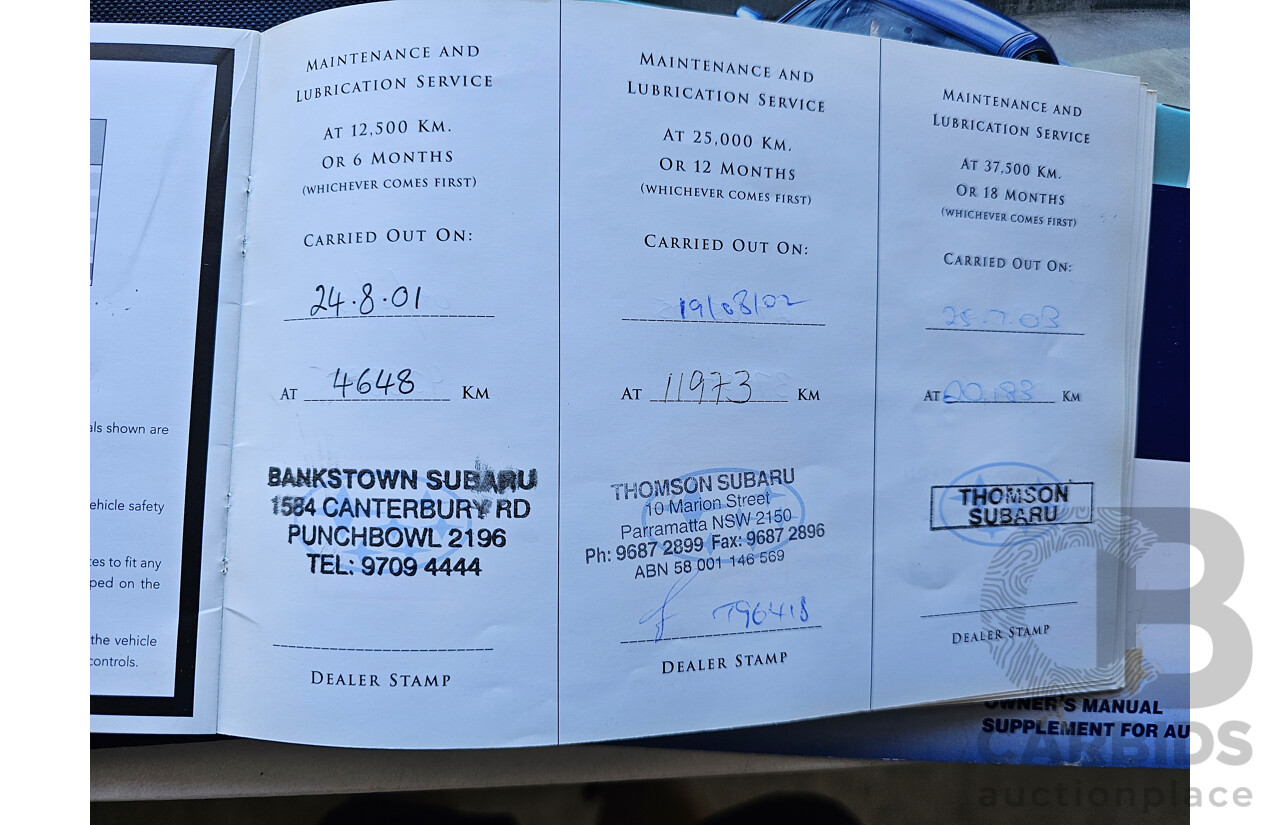 MAINTENANCE AND
LUBRICATION SERVICE
AT 12,500 KM.
OR 6 MONTHS
(WHICHEVER COMES FIRST)
CARRIED OUT ON:
24.8.01
AT 4648 KM
BANKSTOWN SUBARU
1584 CANTERBURY RD
PUNCHBOWL 2196
TEL: 9709 4444
DEALER STAMP
MAINTENANCE AND
LUBRICATION SERVICE
AT 25,000 KM.
OR 12 MONTHS
(WHICHEVER COMES FIRST)
CARRIED OUT ON:
19/08/02
AT 11973 KM
THOMSON SUBARU
10 Marion Street
Parramatta NSW 2150
Ph: 9687 2899 Fax: 9687 2896
ABN 58 001 146 569
T96418
DEALER STAMP
MAINTENANCE AND
LUBRICATION SERVICE
AT 37,500 KM.
OR 18 MONTHS
(WHICHEVER COMES FIRST)
CARRIED OUT ON:
25.7.03
AT KM
THOMSON
SUBARU
DEALER STAMP
als shown are
ehicle safety
es to fit any
ped on the
the vehicle
controls.
OWNER'S MANUAL
SUPPLEMENT FOR AU
CARBIDS
auctionplace